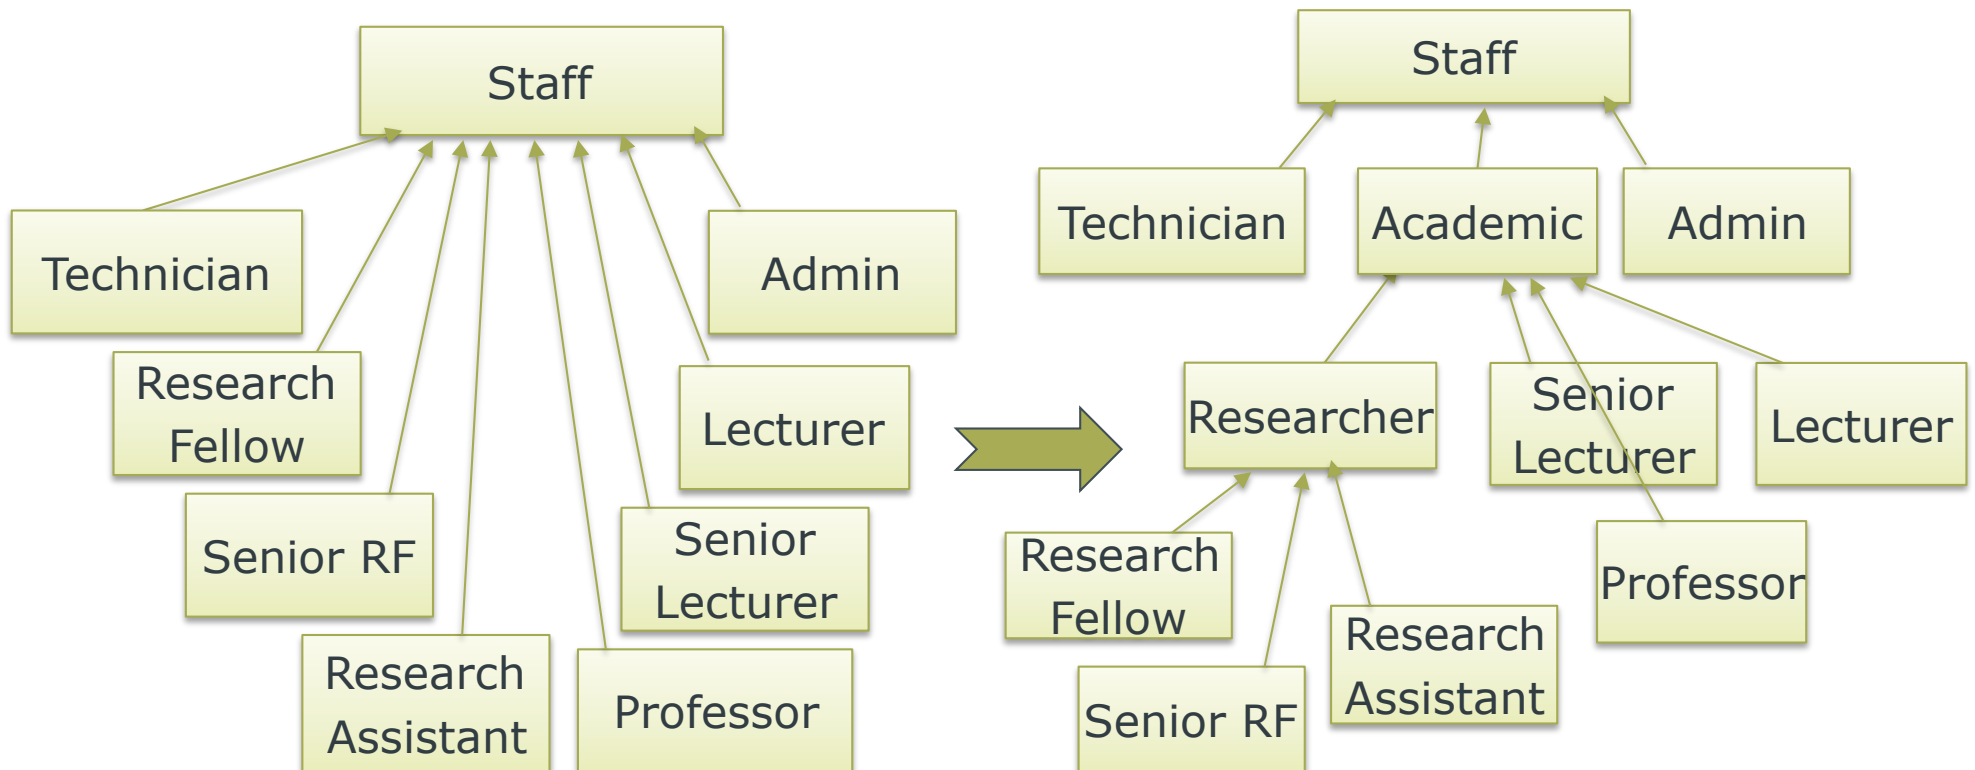 Staff
Technician
Admin
Research
Fellow
Lecturer
Senior RF
Senior
Lecturer
Research
Assistant
Professor
Staff
Technician
Academic
Admin
Researcher
Senior
Lecturer
Lecturer
Research
Fellow
Professor
Research
Assistant
Senior RF